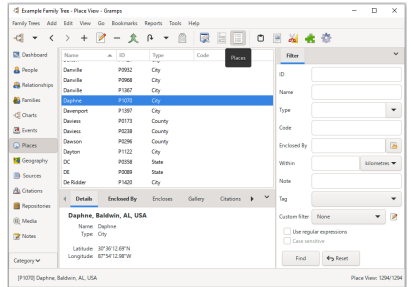 Example Family Tree - Place View - Gramps
Family Trees Add Edit View Go Bookmarks Reports Tools Help
Dashboard
People
Relationships
Families
Charts
Events
Places
Geography
Sources
Citations
Repositories
Media
Notes
Category
Name ID Type Code
Places
Danville P0932 City
Danville P0968 City
Danville P1367 City
Daphne P1070 City
Davenport P1397 City
Daviess P0173 County
Daviess P0238 County
Dawson P0296 County
Dayton P1122 City
DC P0358 State
DE P0089 State
De Ridder P1420 City
Details Enclosed By Encloses Gallery Citations
Daphne, Baldwin, AL, USA
Name: Daphne
Type: City
Latitude: 30°36'12.69"N
Longitude: 87°54'12.98"W
Filter
ID
Name
Type
Code
Enclosed By
Within kilometres
Note
Tag
Custom filter None
Use regular expressions
Case sensitive
Find Reset
[P1070] Daphne, Baldwin, AL, USA
Place View: 1294/1294